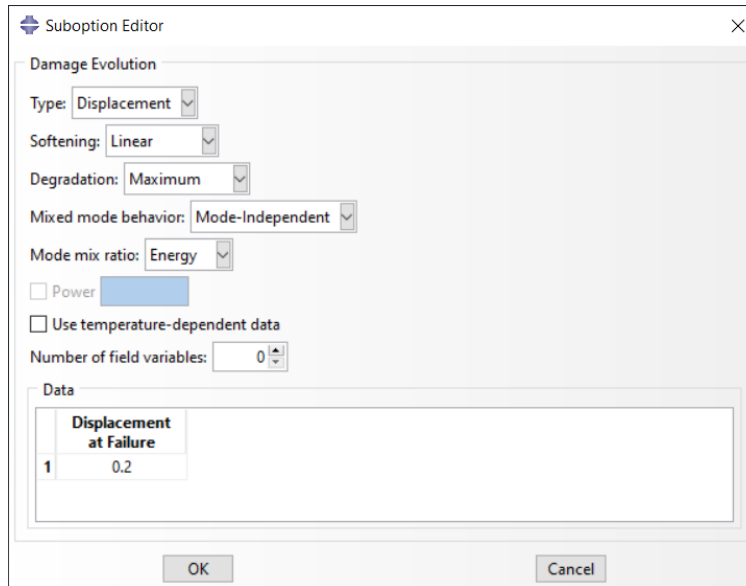 Suboption Editor
Damage Evolution
Type: Displacement
Softening: Linear
Degradation: Maximum
Mixed mode behavior: Mode-Independent
Mode mix ratio: Energy
Power
Use temperature-dependent data
Number of field variables: 0
Data
Displacement
at Failure
1 0.2
OK Cancel